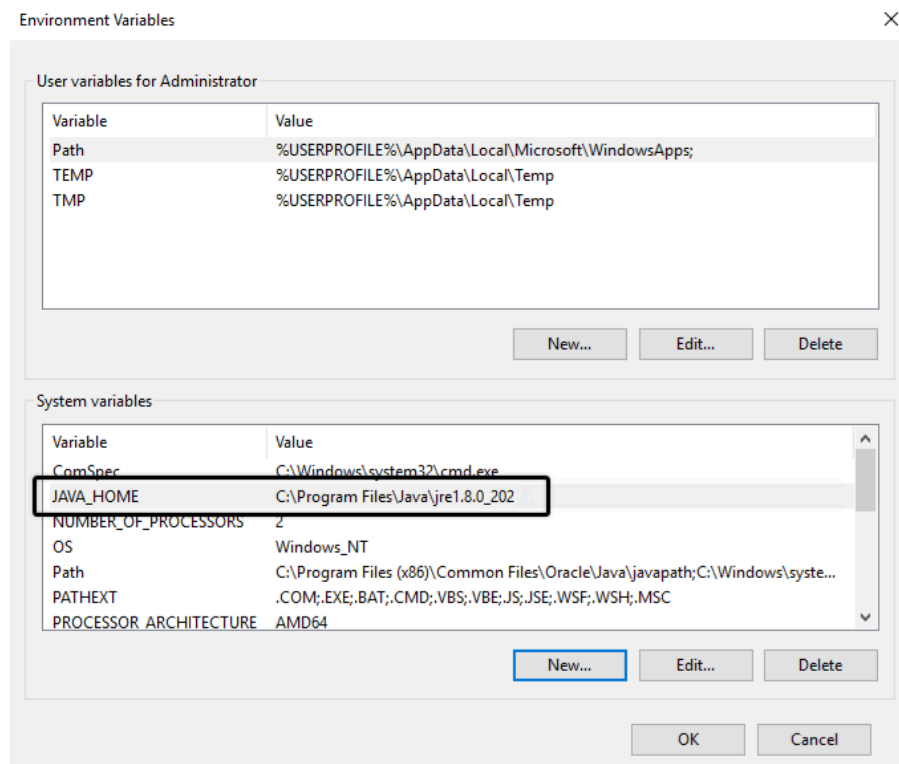 Environment Variables
User variables for Administrator
Variable Value
Path %USERPROFILE%\AppData\Local\Microsoft\WindowsApps;
TEMP %USERPROFILE%\AppData\Local\Temp
TMP %USERPROFILE%\AppData\Local\Temp
New... Edit... Delete
System variables
Variable Value
ComSpec C:\Windows\system32\cmd.exe
JAVA_HOME C:\Program Files\Java\jre1.8.0_202
NUMBER_OF_PROCESSORS 2
OS Windows_NT
Path C:\Program Files (x86)\Common Files\Oracle\Java\javapath;C:\Windows\syste...
PATHEXT .COM;.EXE;.BAT;.CMD;.VBS;.VBE;.JS;.JSE;.WSF;.WSH;.MSC
PROCESSOR_ARCHITECTURE AMD64
New... Edit... Delete
OK Cancel